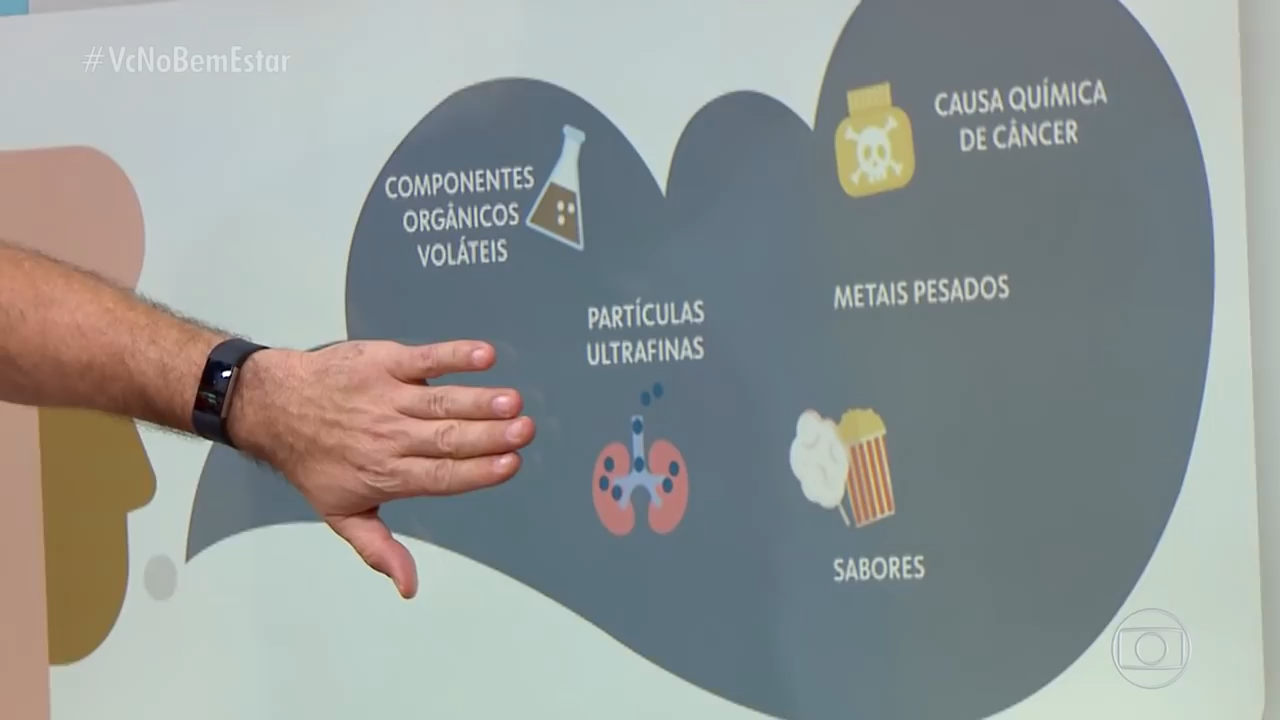 #VcNoBemEstar
COMPONENTES
ORGÂNICOS
VOLÁTEIS
CAUSA QUÍMICA
DE CÂNCER
PARTÍCULAS
ULTRAFINAS
METAIS PESADOS
SABORES